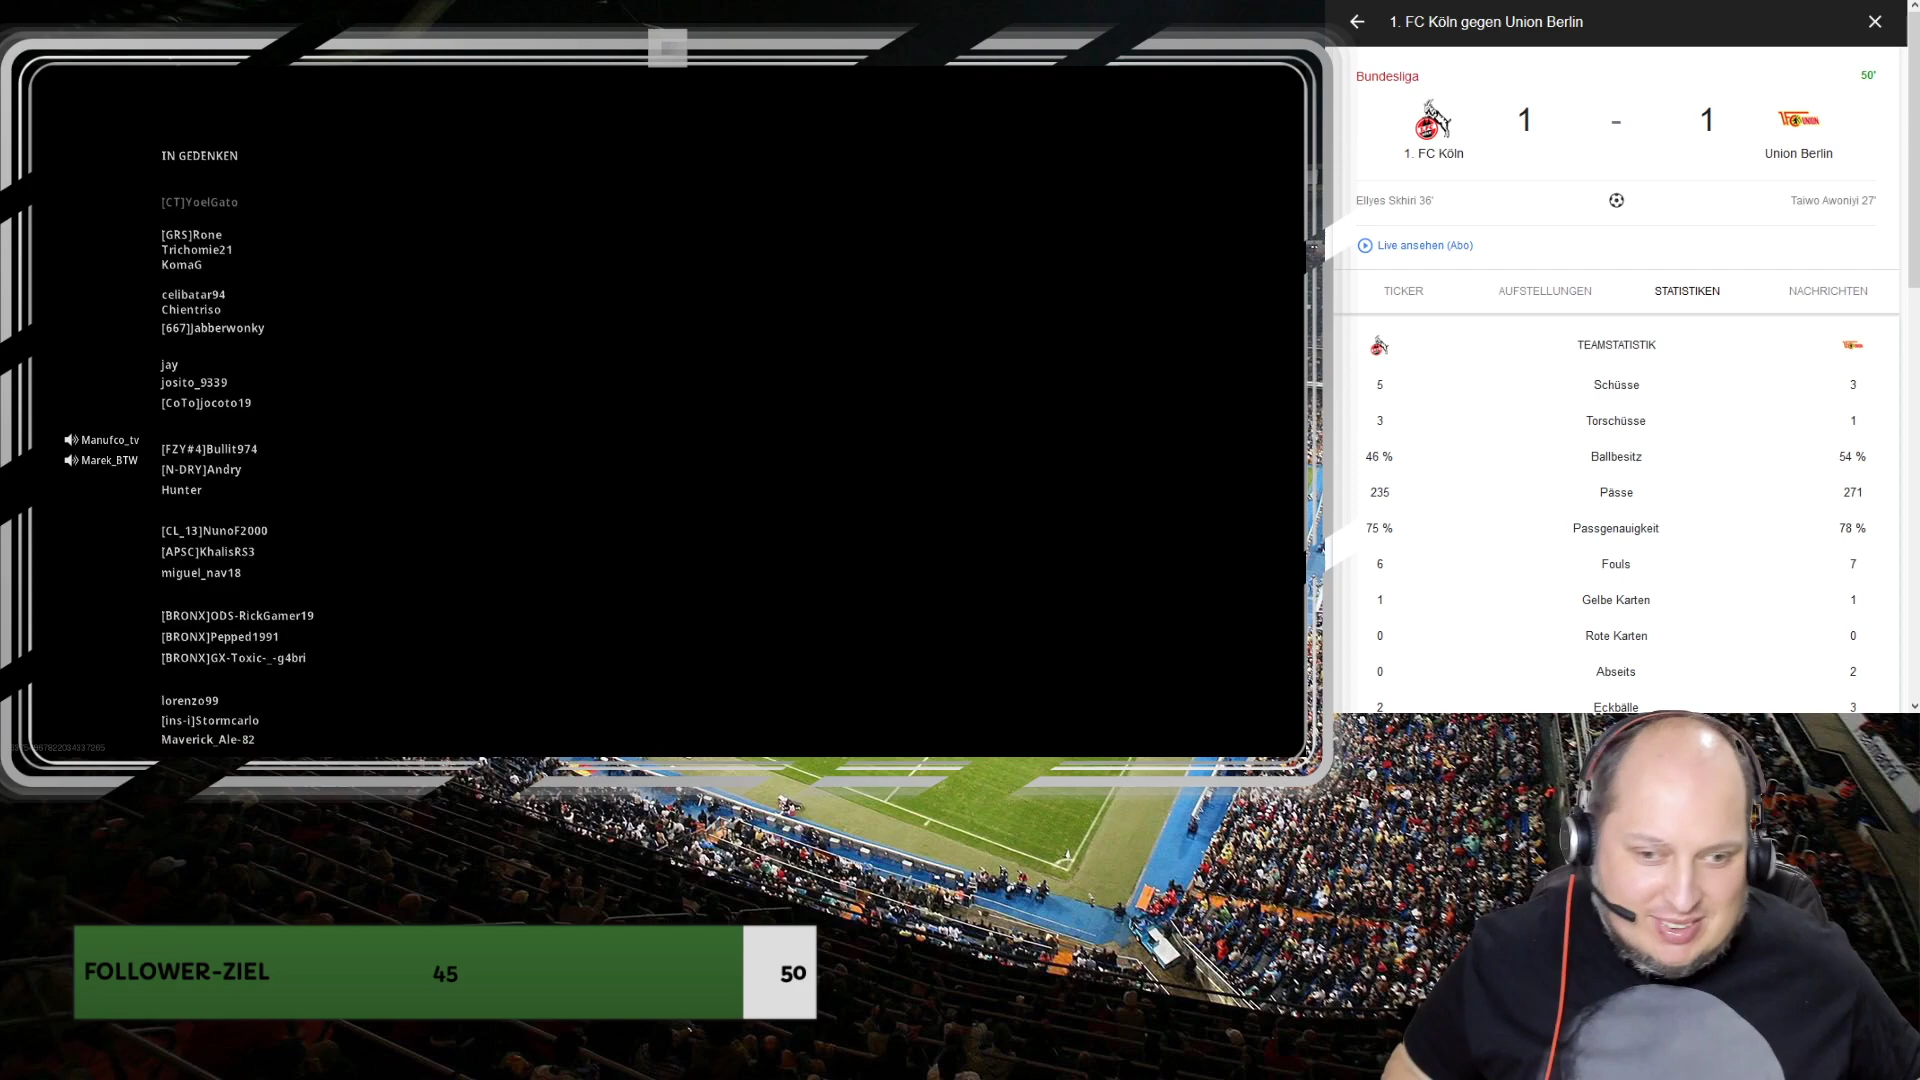 1. FC Köln gegen Union Berlin
Bundesliga
50'
1 - 1
1. FC Köln
Union Berlin
Ellyes Skhiri 36'
Taiwo Awoniyi 27'
Live ansehen (Abo)
TICKER
AUFSTELLUNGEN
STATISTIKEN
NACHRICHTEN
TEAMSTATISTIK
5 Schüsse 3
3 Torschüsse 1
46 % Ballbesitz 54 %
235 Pässe 271
75 % Passgenauigkeit 78 %
6 Fouls 7
1 Gelbe Karten 1
0 Rote Karten 0
0 Abseits 2
2 Eckbälle 3
IN GEDENKEN
[CT]YoelGato
[GRS]Rone
Trichomie21
KomaG
celibatar94
Chientriso
[667]Jabberwonky
jay
josito_9339
[CoTo]jocoto19
Manufco_tv
Marek_BTW
[FZY#4]Bullit974
[N-DRY]Andry
Hunter
[CL_13]NunoF2000
[APSC]KhalisRS3
miguel_nav18
[BRONX]ODS-RickGamer19
[BRONX]Pepped1991
[BRONX]GX-Toxic-_-g4bri
lorenzo99
[ins-i]Stormcarlo
Maverick_Ale-82
FOLLOWER-ZIEL 45 50